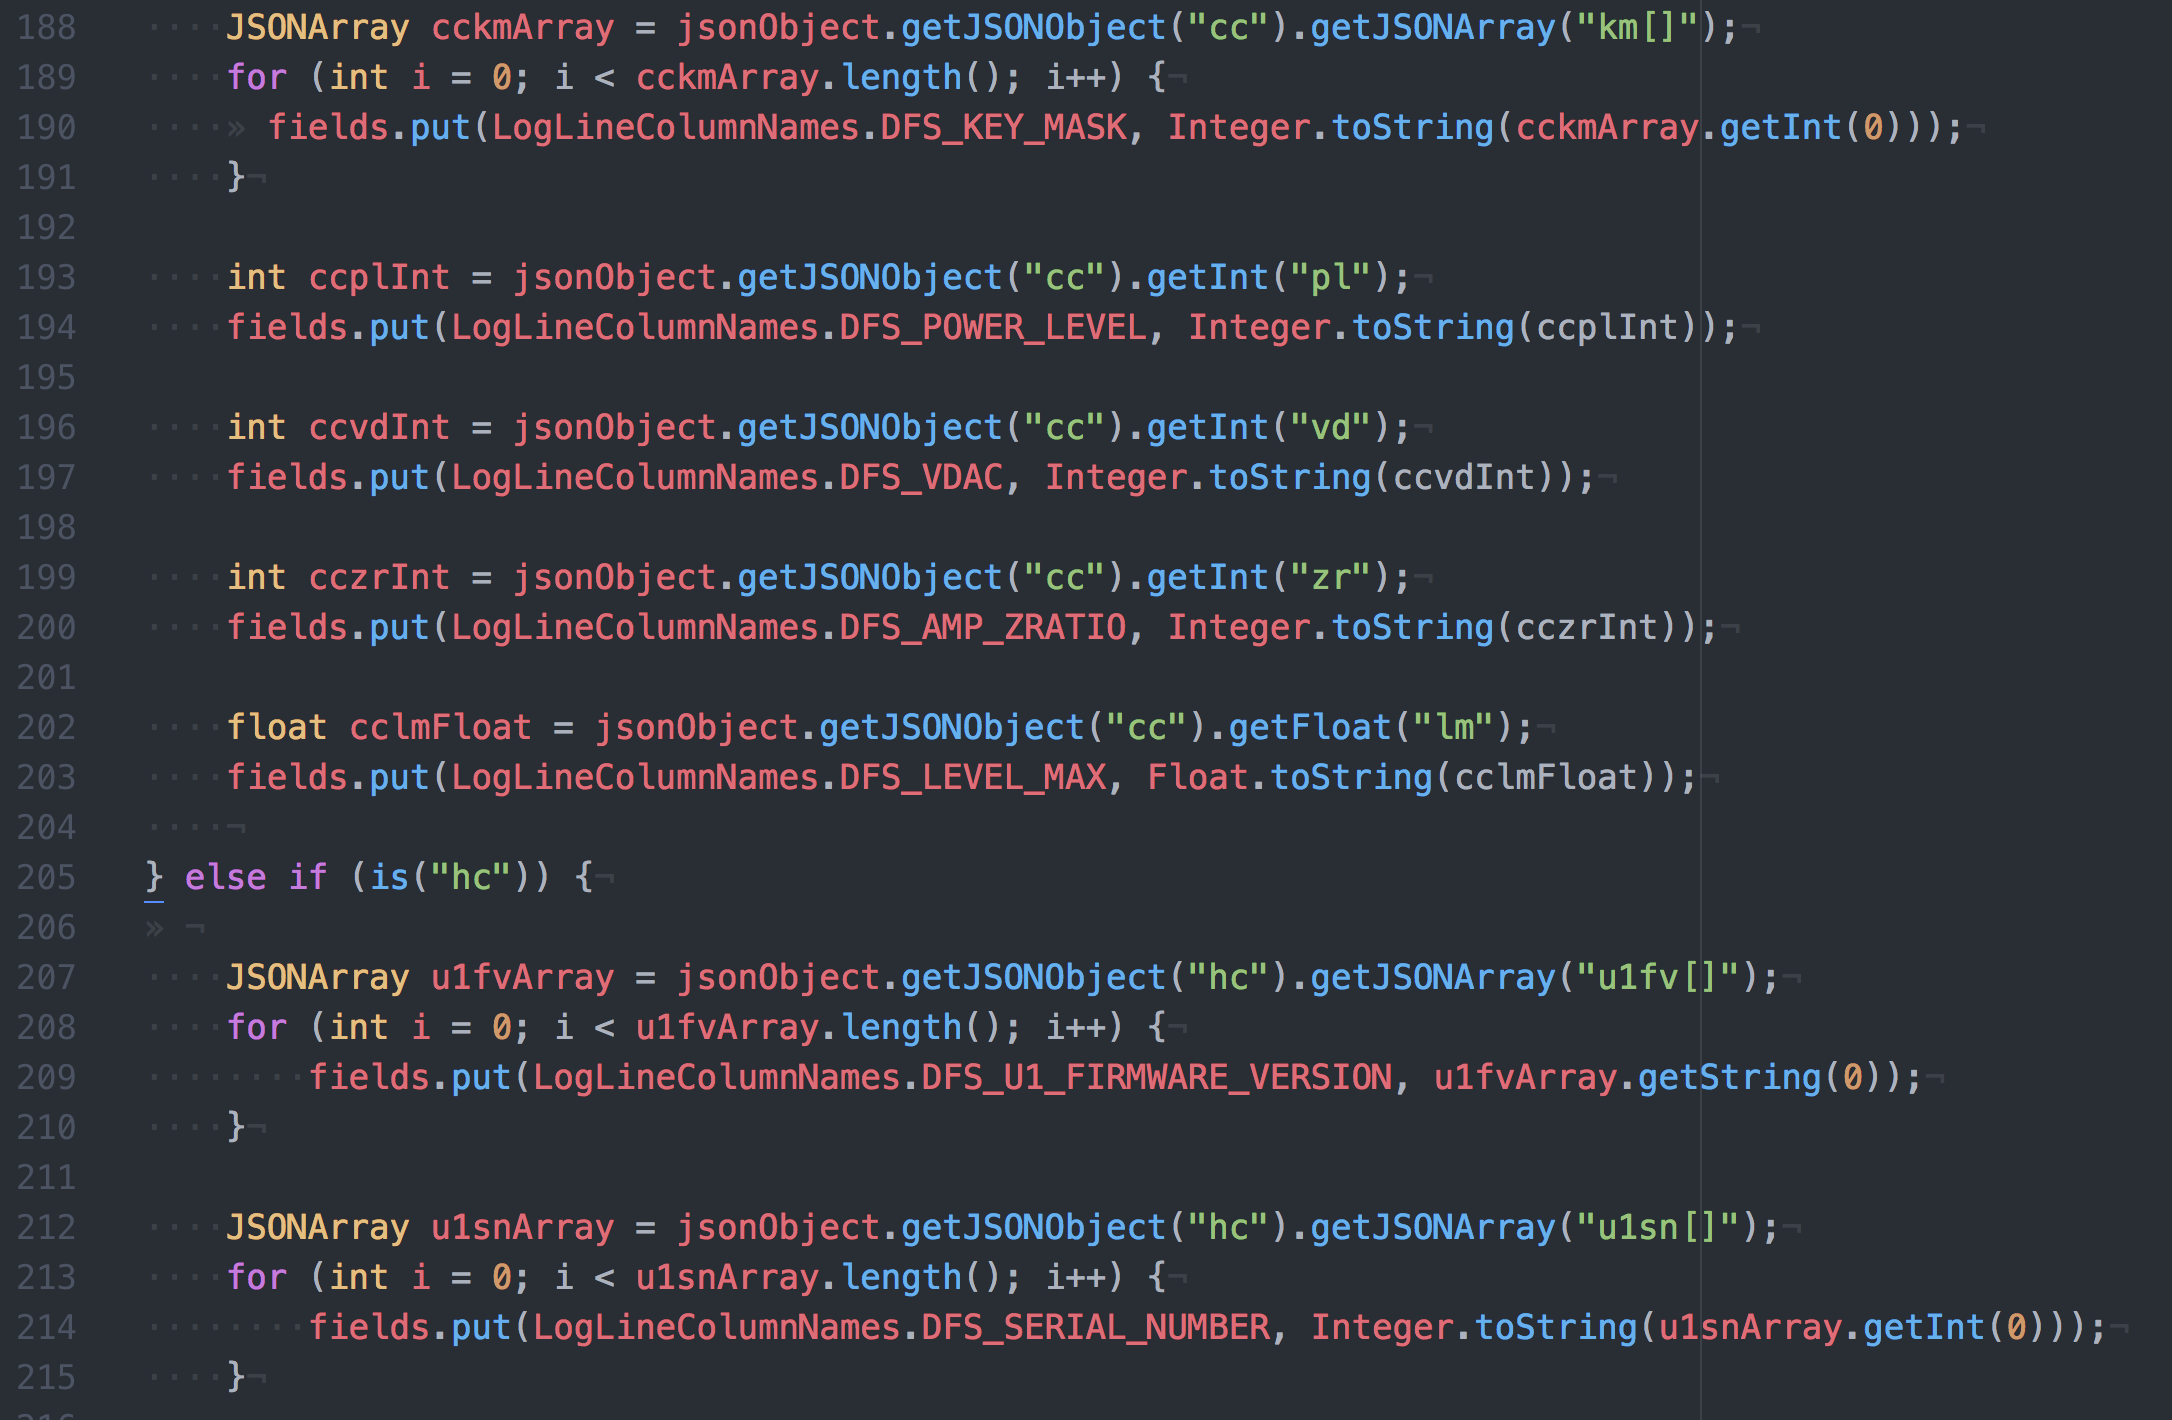 188     JSONArray cckmArray = jsonObject.getJSONObject("cc").getJSONArray("km[]");¬
189     for (int i = 0; i < cckmArray.length(); i++) {¬
190     » fields.put(LogLineColumnNames.DFS_KEY_MASK, Integer.toString(cckmArray.getInt(0)));¬
191     }¬
192
193     int ccplInt = jsonObject.getJSONObject("cc").getInt("pl");¬
194     fields.put(LogLineColumnNames.DFS_POWER_LEVEL, Integer.toString(ccplInt));¬
195
196     int ccvdInt = jsonObject.getJSONObject("cc").getInt("vd");¬
197     fields.put(LogLineColumnNames.DFS_VDAC, Integer.toString(ccvdInt));¬
198
199     int cczrInt = jsonObject.getJSONObject("cc").getInt("zr");¬
200     fields.put(LogLineColumnNames.DFS_AMP_ZRATIO, Integer.toString(cczrInt));¬
201
202     float cclmFloat = jsonObject.getJSONObject("cc").getFloat("lm");¬
203     fields.put(LogLineColumnNames.DFS_LEVEL_MAX, Float.toString(cclmFloat));¬
204     ¬
205 } else if (is("hc")) {¬
206 » ¬
207     JSONArray u1fvArray = jsonObject.getJSONObject("hc").getJSONArray("u1fv[]");¬
208     for (int i = 0; i < u1fvArray.length(); i++) {¬
209         fields.put(LogLineColumnNames.DFS_U1_FIRMWARE_VERSION, u1fvArray.getString(0));¬
210     }¬
211
212     JSONArray u1snArray = jsonObject.getJSONObject("hc").getJSONArray("u1sn[]");¬
213     for (int i = 0; i < u1snArray.length(); i++) {¬
214         fields.put(LogLineColumnNames.DFS_SERIAL_NUMBER, Integer.toString(u1snArray.getInt(0)));¬
215     }¬